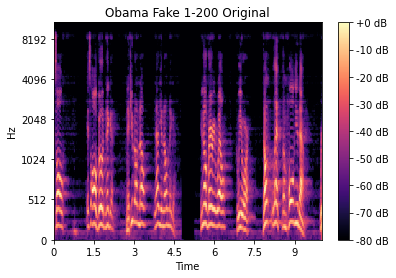 Obama Fake 1-200 Original
+0 dB
8192
-10 dB
4096
-20 dB
-30 dB
2048
Hz
-40 dB
1024
-50 dB
512
-60 dB
-70 dB
0
-80 dB
0 1.5 3 4.5 6 7.5 9
Time